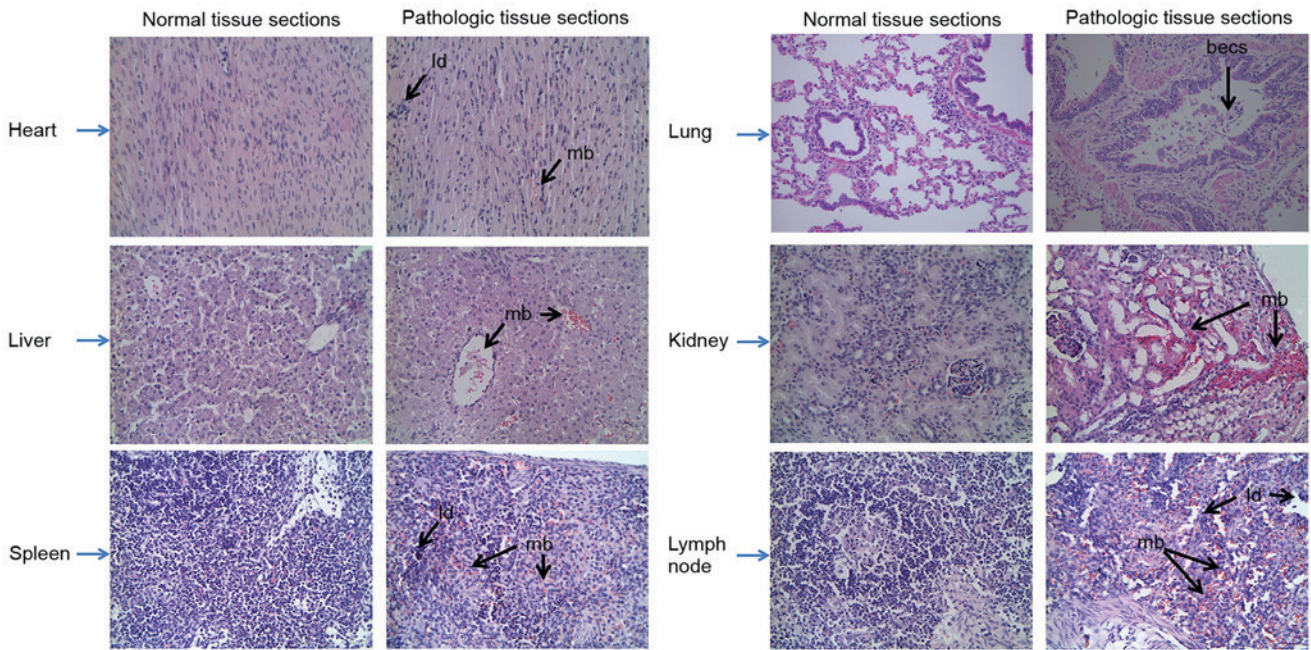 Normal tissue sections
Pathologic tissue sections
Normal tissue sections
Pathologic tissue sections
Heart
ld
mb
Lung
becs
Liver
mb
Kidney
mb
Spleen
ld
mb
Lymph
node
ld
mb